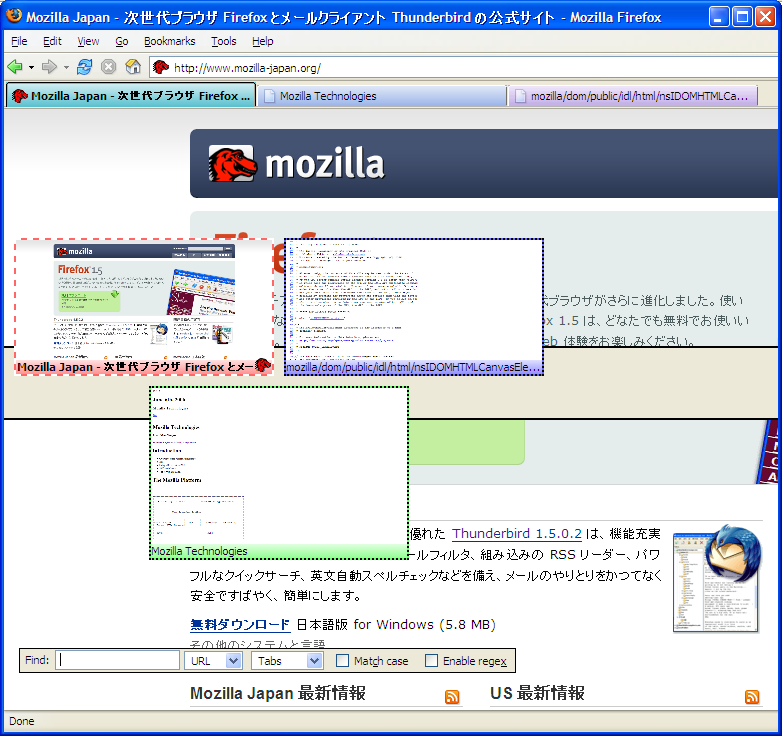 Mozilla Japan - 次世代ブラウザ Firefox とメールクライアント Thunderbird の公式サイト - Mozilla Firefox
File Edit View Go Bookmarks Tools Help
http://www.mozilla-japan.org/
Mozilla Japan - 次世代ブラウザ Firefox ...
Mozilla Technologies
mozilla/dom/public/idl/html/nsIDOMHTMLCa...
mozilla
mozilla
Firefox 1.5
ブラウザがさらに進化しました。使い
x 1.5 は、どなたでも無料でお使いい
体験をお楽しみください。
Mozilla Japan - 次世代ブラウザ Firefox とメー
mozilla/dom/public/idl/html/nsIDOMHTMLCanvasEle...
Mozilla Technologies
Introduction
The Mozilla Platform
Mozilla Technologies
優れた Thunderbird 1.5.0.2 は、機能充実
ールフィルタ、組み込みの RSS リーダー、パワ
フルなクイックサーチ、英文自動スペルチェックなどを備え、メールのやりとりをかつてなく
安全ですばやく、簡単にします。
無料ダウンロード 日本語版 for Windows (5.8 MB)
その他のシステムと言語
Find: URL Tabs Match case Enable regex
Mozilla Japan 最新情報
US 最新情報
Done